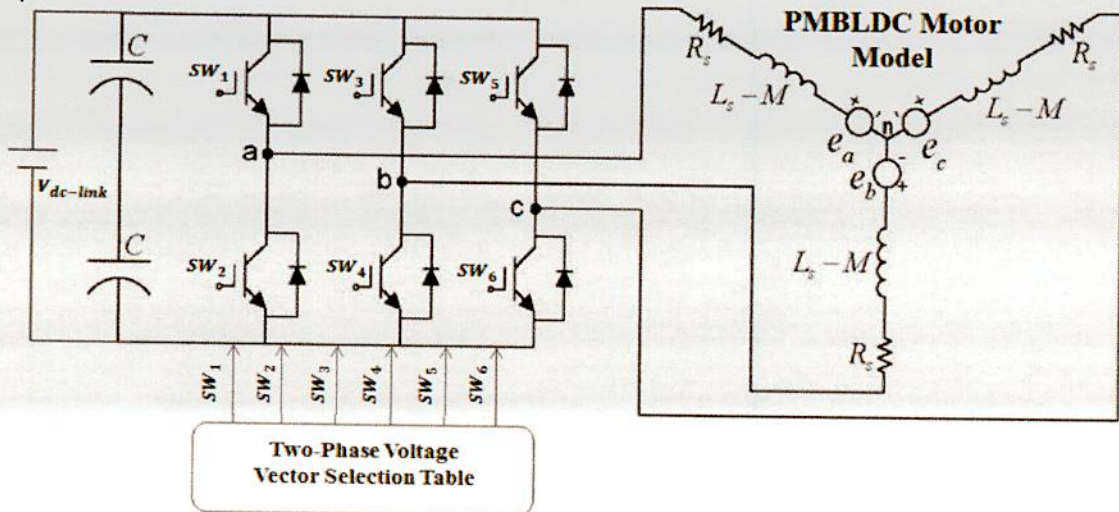 PMBLDC Motor
Model
C
SW₁
SW₃
SW₅
a
b
c
V_dc-link
C
SW₂
SW₄
SW₆
R_s
R_s
L_s − M
L_s − M
+
'n'
+
e_a
e_c
e_b
-
+
L_s − M
R_s
SW₁
SW₂
SW₃
SW₄
SW₅
SW₆
Two-Phase Voltage
Vector Selection Table